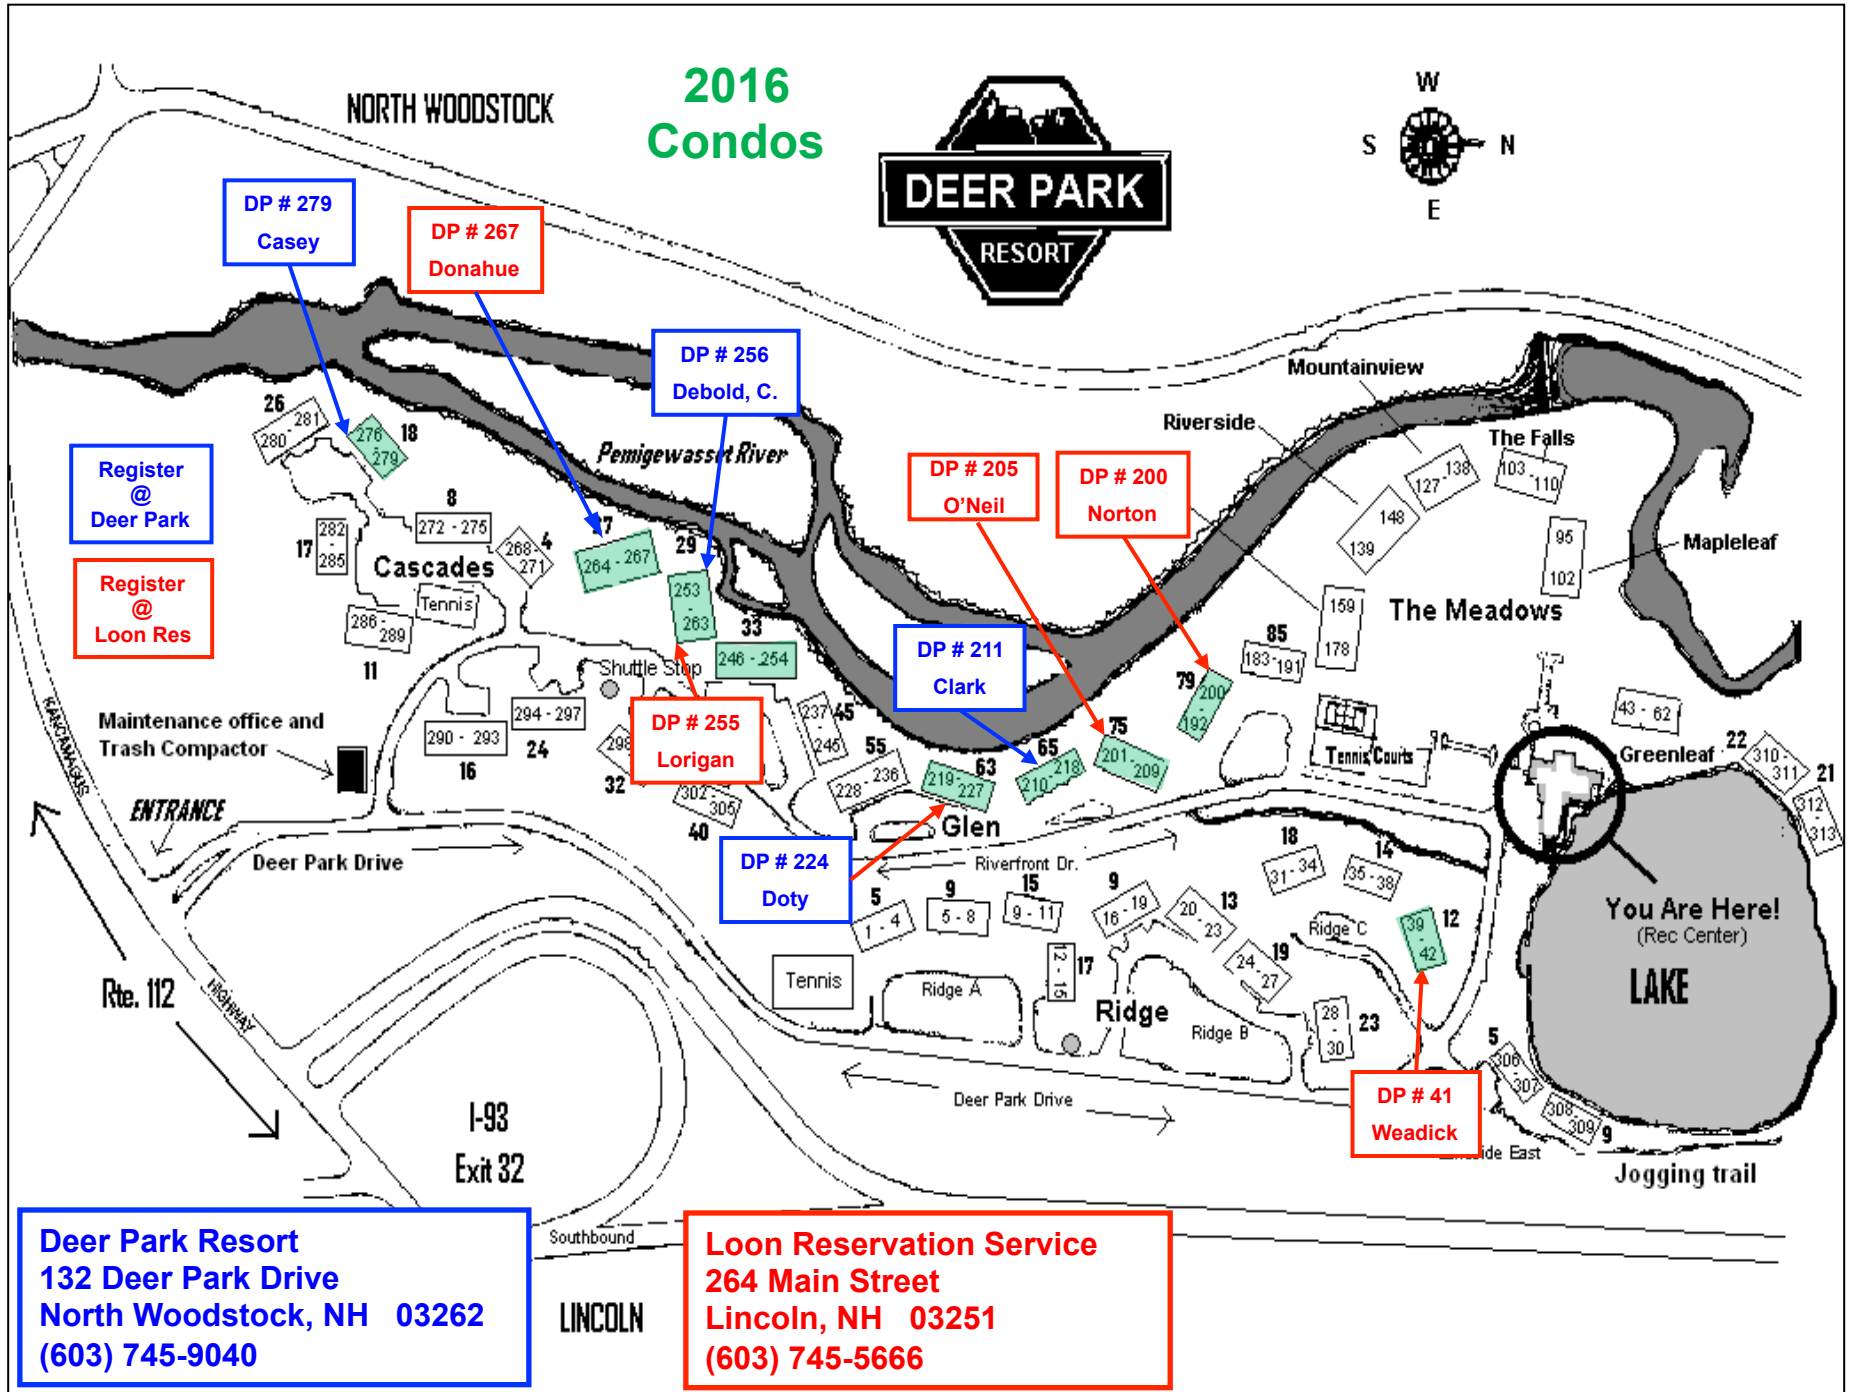 2016
Condos
NORTH WOODSTOCK
DEER PARK
RESORT
W
S
N
E
DP # 279
Casey
DP # 267
Donahue
DP # 256
Debold, C.
Pemigewasset River
DP # 205
O'Neil
DP # 200
Norton
Mountainview
Riverside
The Falls
Mapleleaf
The Meadows
Register
@
Deer Park
Register
@
Loon Res
26
280 - 281
276
279
18
8
272 - 275
17
282
-
285
Cascades
268-
271
4
Tennis
286 -
289
11
264 - 267
29
253
-
263
33
246 - 254
Shuttle Stop
127-
138
103-
110
148
139
95
102
159
178
85
183-191
79
200
-
192
DP # 211
Clark
DP # 255
Lorigan
294 - 297
24
290 - 293
16
298
32
302
305
40
237
-
245
45
55
228 - 236
63
219-
227
65
210-218
75
201-
209
Glen
Maintenance office and
Trash Compactor
ENTRANCE
Deer Park Drive
KANCAMAGUS
HIGHWAY
Rte. 112
Tennis Courts
43 - 62
Greenleaf
22
310 -
311
21
312
-
313
DP # 224
Doty
Riverfront Dr.
18
31 - 34
14
35 - 38
5
1 - 4
9
5 - 8
15
9 - 11
9
16 - 19
13
20 -
23
19
24 -
27
17
12 - 15
Ridge C
39
-
42
12
You Are Here!
(Rec Center)
LAKE
Tennis
Ridge A
Ridge
Ridge B
28
-
30
23
Deer Park Drive
DP # 41
Weadick
5
306
-
307
308
309
9
Jogging trail
I-93
Exit 32
Southbound
LINCOLN
Deer Park Resort
132 Deer Park Drive
North Woodstock, NH 03262
(603) 745-9040
Loon Reservation Service
264 Main Street
Lincoln, NH 03251
(603) 745-5666